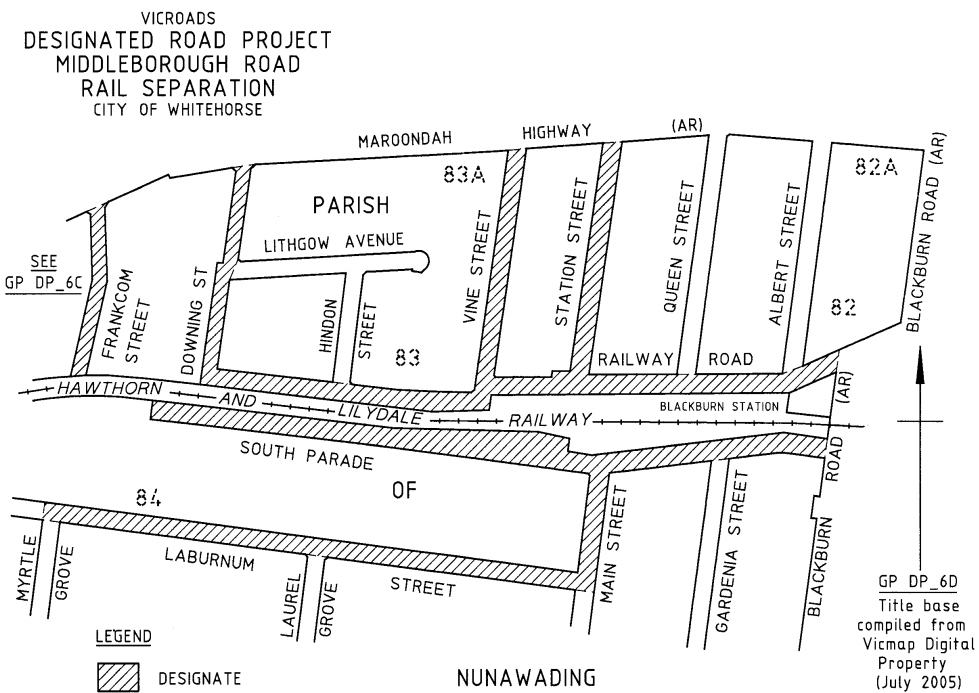 VICROADS
DESIGNATED ROAD PROJECT
MIDDLEBOROUGH ROAD
RAIL SEPARATION
CITY OF WHITEHORSE
MAROONDAH HIGHWAY (AR)
83A
82A
PARISH
LITHGOW AVENUE
SEE
GP DP_6C
FRANKCOM
STREET
DOWNING ST
HINDON
STREET
83
VINE STREET
STATION STREET
QUEEN STREET
ALBERT STREET
82
BLACKBURN ROAD (AR)
RAILWAY ROAD
HAWTHORN AND LILYDALE RAILWAY
BLACKBURN STATION
(AR)
SOUTH PARADE
OF
84
MYRTLE
GROVE
LABURNUM STREET
LAUREL
GROVE
MAIN STREET
GARDENIA STREET
BLACKBURN
ROAD
GP DP_6D
Title base
compiled from
Vicmap Digital
Property
(July 2005)
LEGEND
DESIGNATE
NUNAWADING